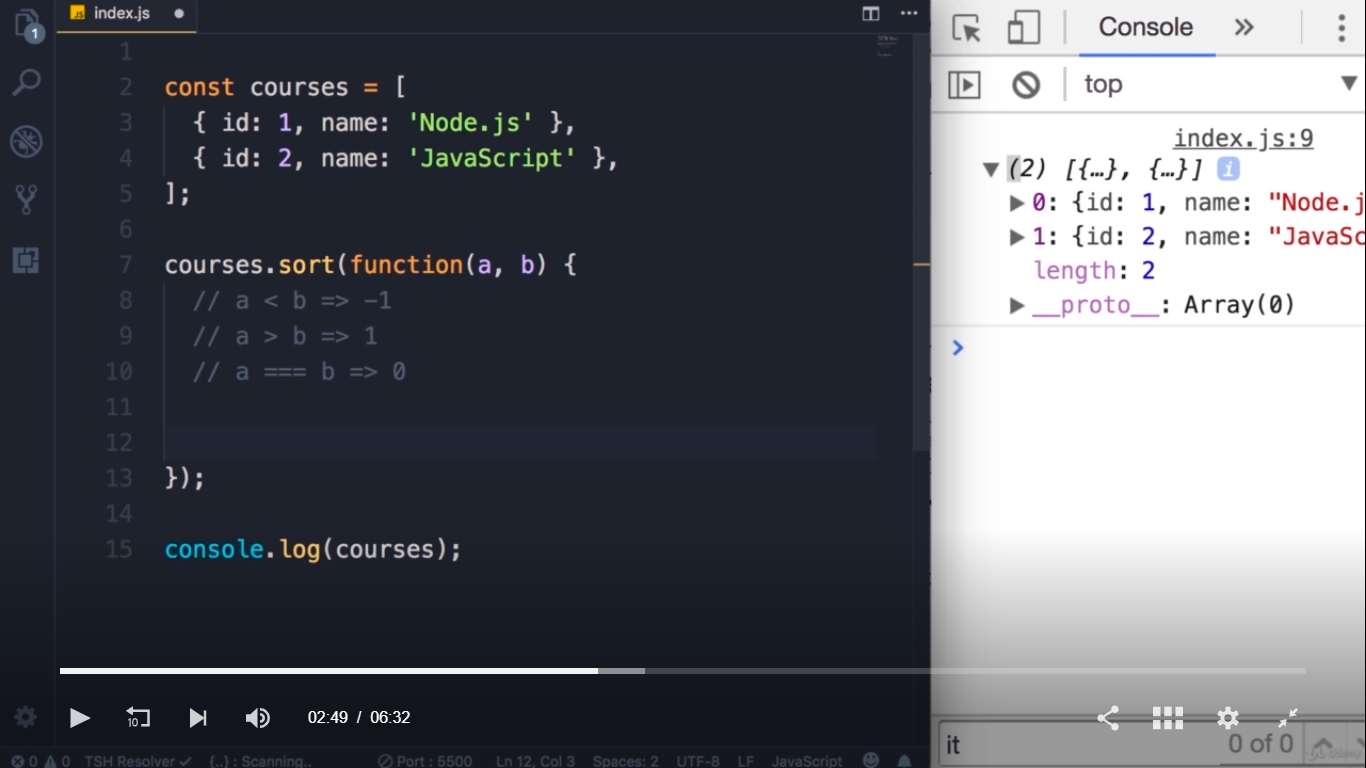 1
index.js
1
2 const courses = [
3 { id: 1, name: 'Node.js' },
4 { id: 2, name: 'JavaScript' },
5 ];
6
7 courses.sort(function(a, b) {
8 // a < b => -1
9 // a > b => 1
10 // a === b => 0
11
12
13 });
14
15 console.log(courses);
Console
top
index.js:9
(2) [{…}, {…}] i
0: {id: 1, name: "Node.j
1: {id: 2, name: "JavaSc
length: 2
__proto__: Array(0)
10
02:49 / 06:32
it
0 of 0
0 0 TSH Resolver {..} : Scanning.. Port : 5500 Ln 12, Col 3 Spaces: 2 UTF-8 LF JavaScript